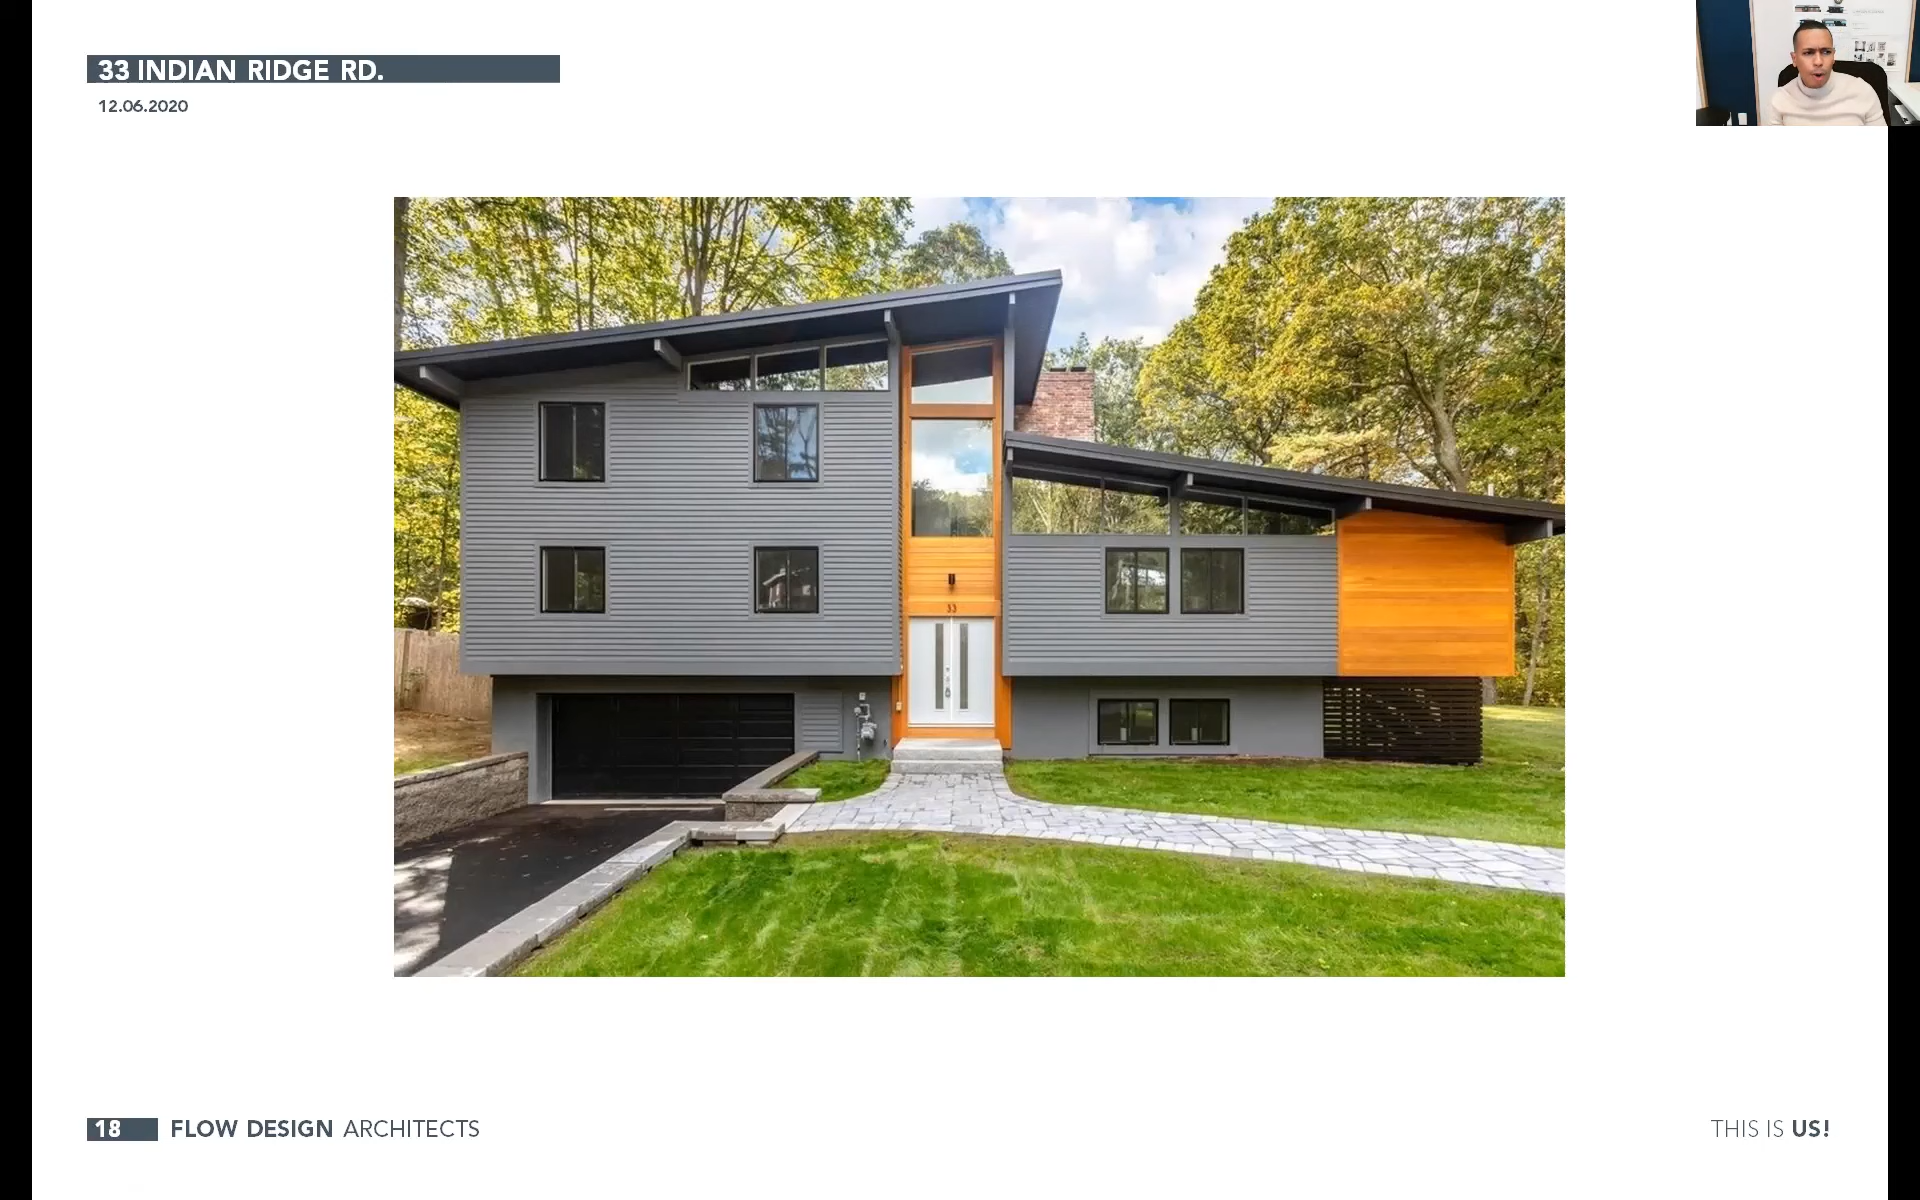 33 INDIAN RIDGE RD.
12.06.2020
33
18 FLOW DESIGN ARCHITECTS
THIS IS US!